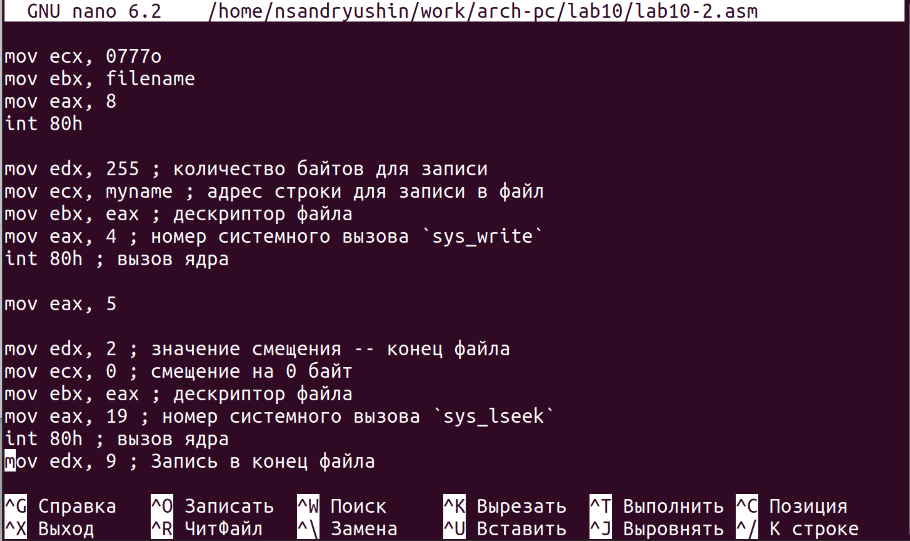 GNU nano 6.2 /home/nsandryushin/work/arch-pc/lab10/lab10-2.asm
mov ecx, 0777o
mov ebx, filename
mov eax, 8
int 80h
mov edx, 255 ; количество байтов для записи
mov ecx, myname ; адрес строки для записи в файл
mov ebx, eax ; дескриптор файла
mov eax, 4 ; номер системного вызова `sys_write`
int 80h ; вызов ядра
mov eax, 5
mov edx, 2 ; значение смещения -- конец файла
mov ecx, 0 ; смещение на 0 байт
mov ebx, eax ; дескриптор файла
mov eax, 19 ; номер системного вызова `sys_lseek`
int 80h ; вызов ядра
mov edx, 9 ; Запись в конец файла
^G Справка ^O Записать ^W Поиск ^K Вырезать ^T Выполнить ^C Позиция
^X Выход ^R ЧитФайл ^\ Замена ^U Вставить ^J Выровнять ^/ К строке